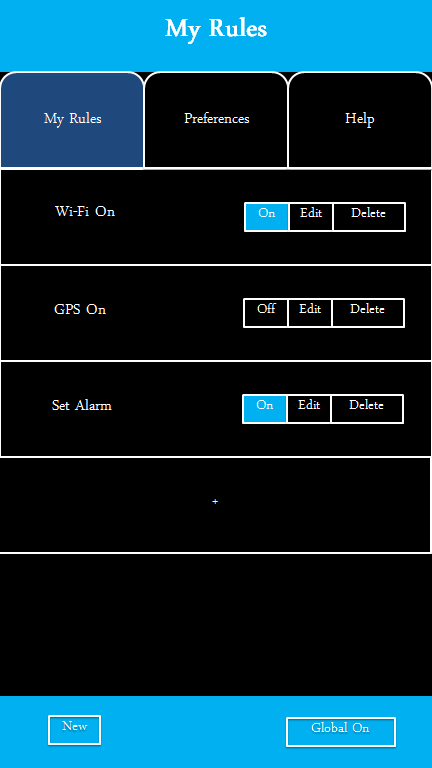 My Rules
My Rules Preferences Help
Wi-Fi On On Edit Delete
GPS On Off Edit Delete
Set Alarm On Edit Delete
+
New Global On